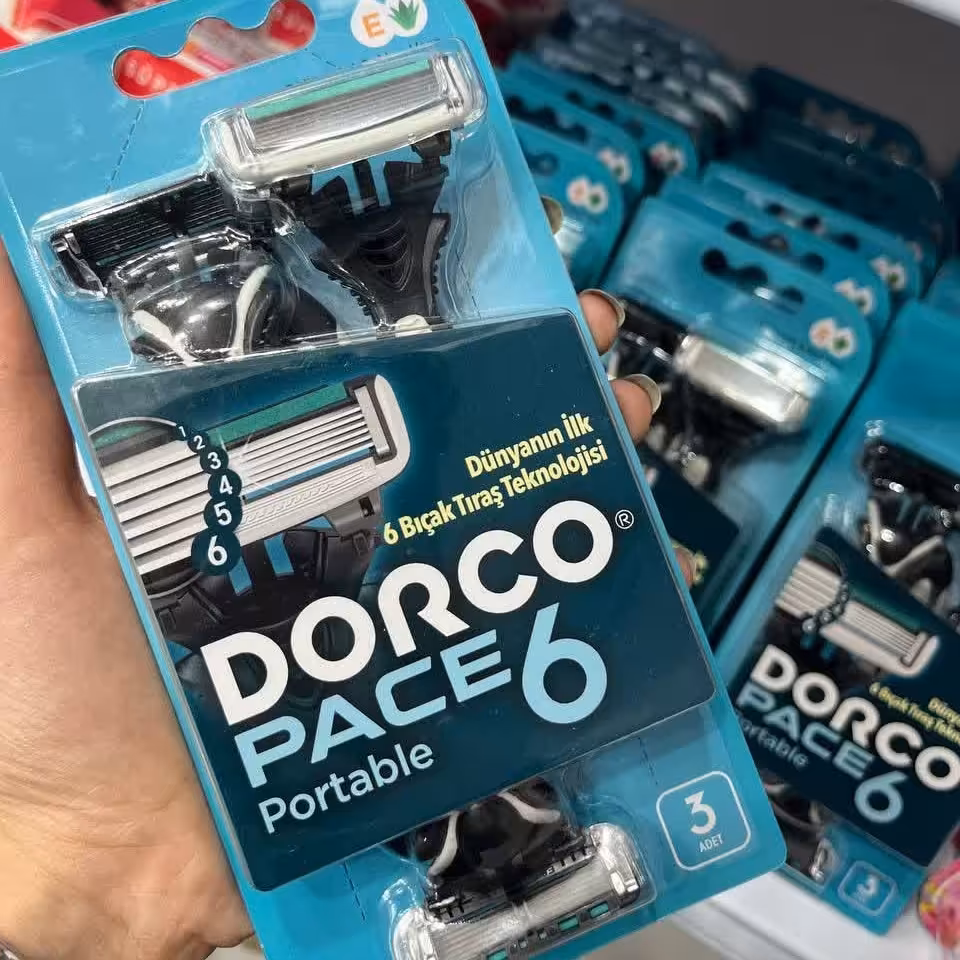 E
1
2
3
4
5
6
Dünyanın İlk
6 Bıçak Tıraş Teknolojisi
DORCO®
PACE 6
Portable
3
ADET
DORCO
PACE 6
3